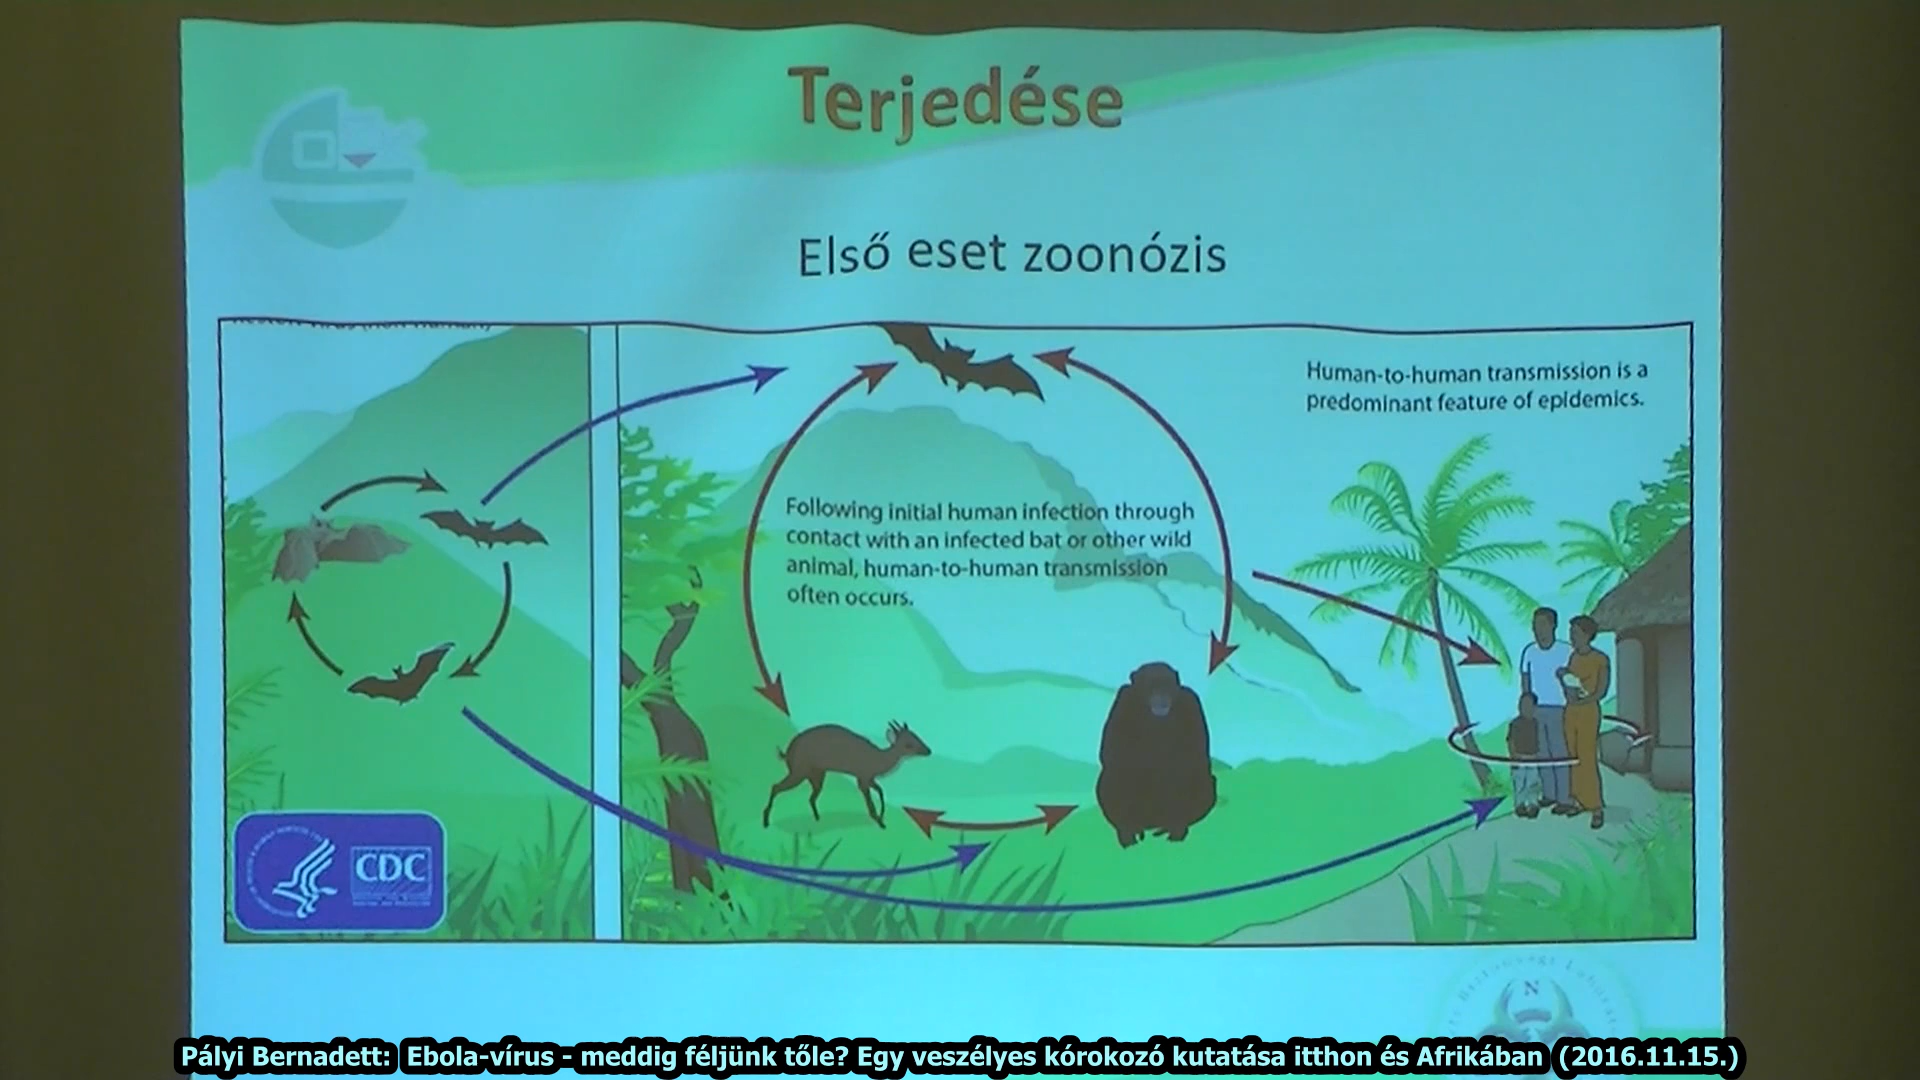 Terjedése
Első eset zoonózis
Human-to-human transmission is a
predominant feature of epidemics.
Following initial human infection through
contact with an infected bat or other wild
animal, human-to-human transmission
often occurs.
CDC
N
Pályi Bernadett: Ebola-vírus - meddig féljünk tőle? Egy veszélyes kórokozó kutatása itthon és Afrikában (2016.11.15.)